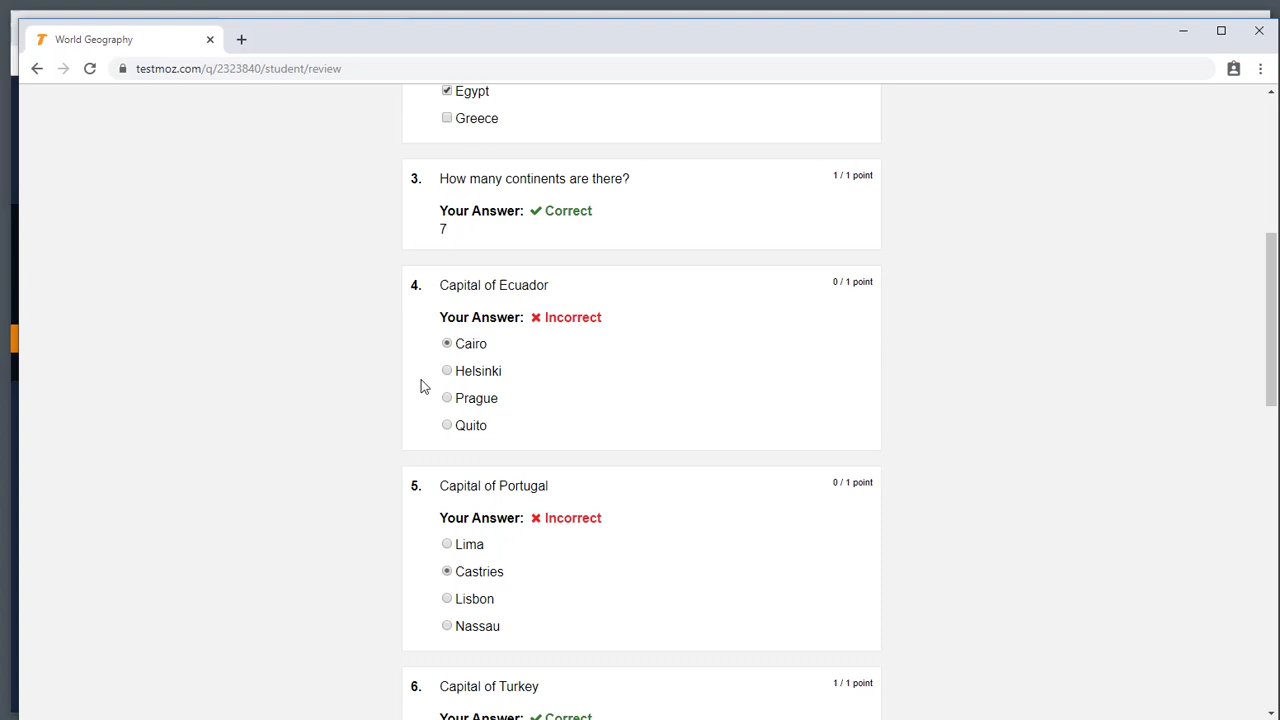 World Geography
testmoz.com/q/2323840/student/review
Egypt
Greece
3. How many continents are there? 1 / 1 point
Your Answer: Correct
7
4. Capital of Ecuador 0 / 1 point
Your Answer: Incorrect
Cairo
Helsinki
Prague
Quito
5. Capital of Portugal 0 / 1 point
Your Answer: Incorrect
Lima
Castries
Lisbon
Nassau
6. Capital of Turkey 1 / 1 point
Your Answer: Correct